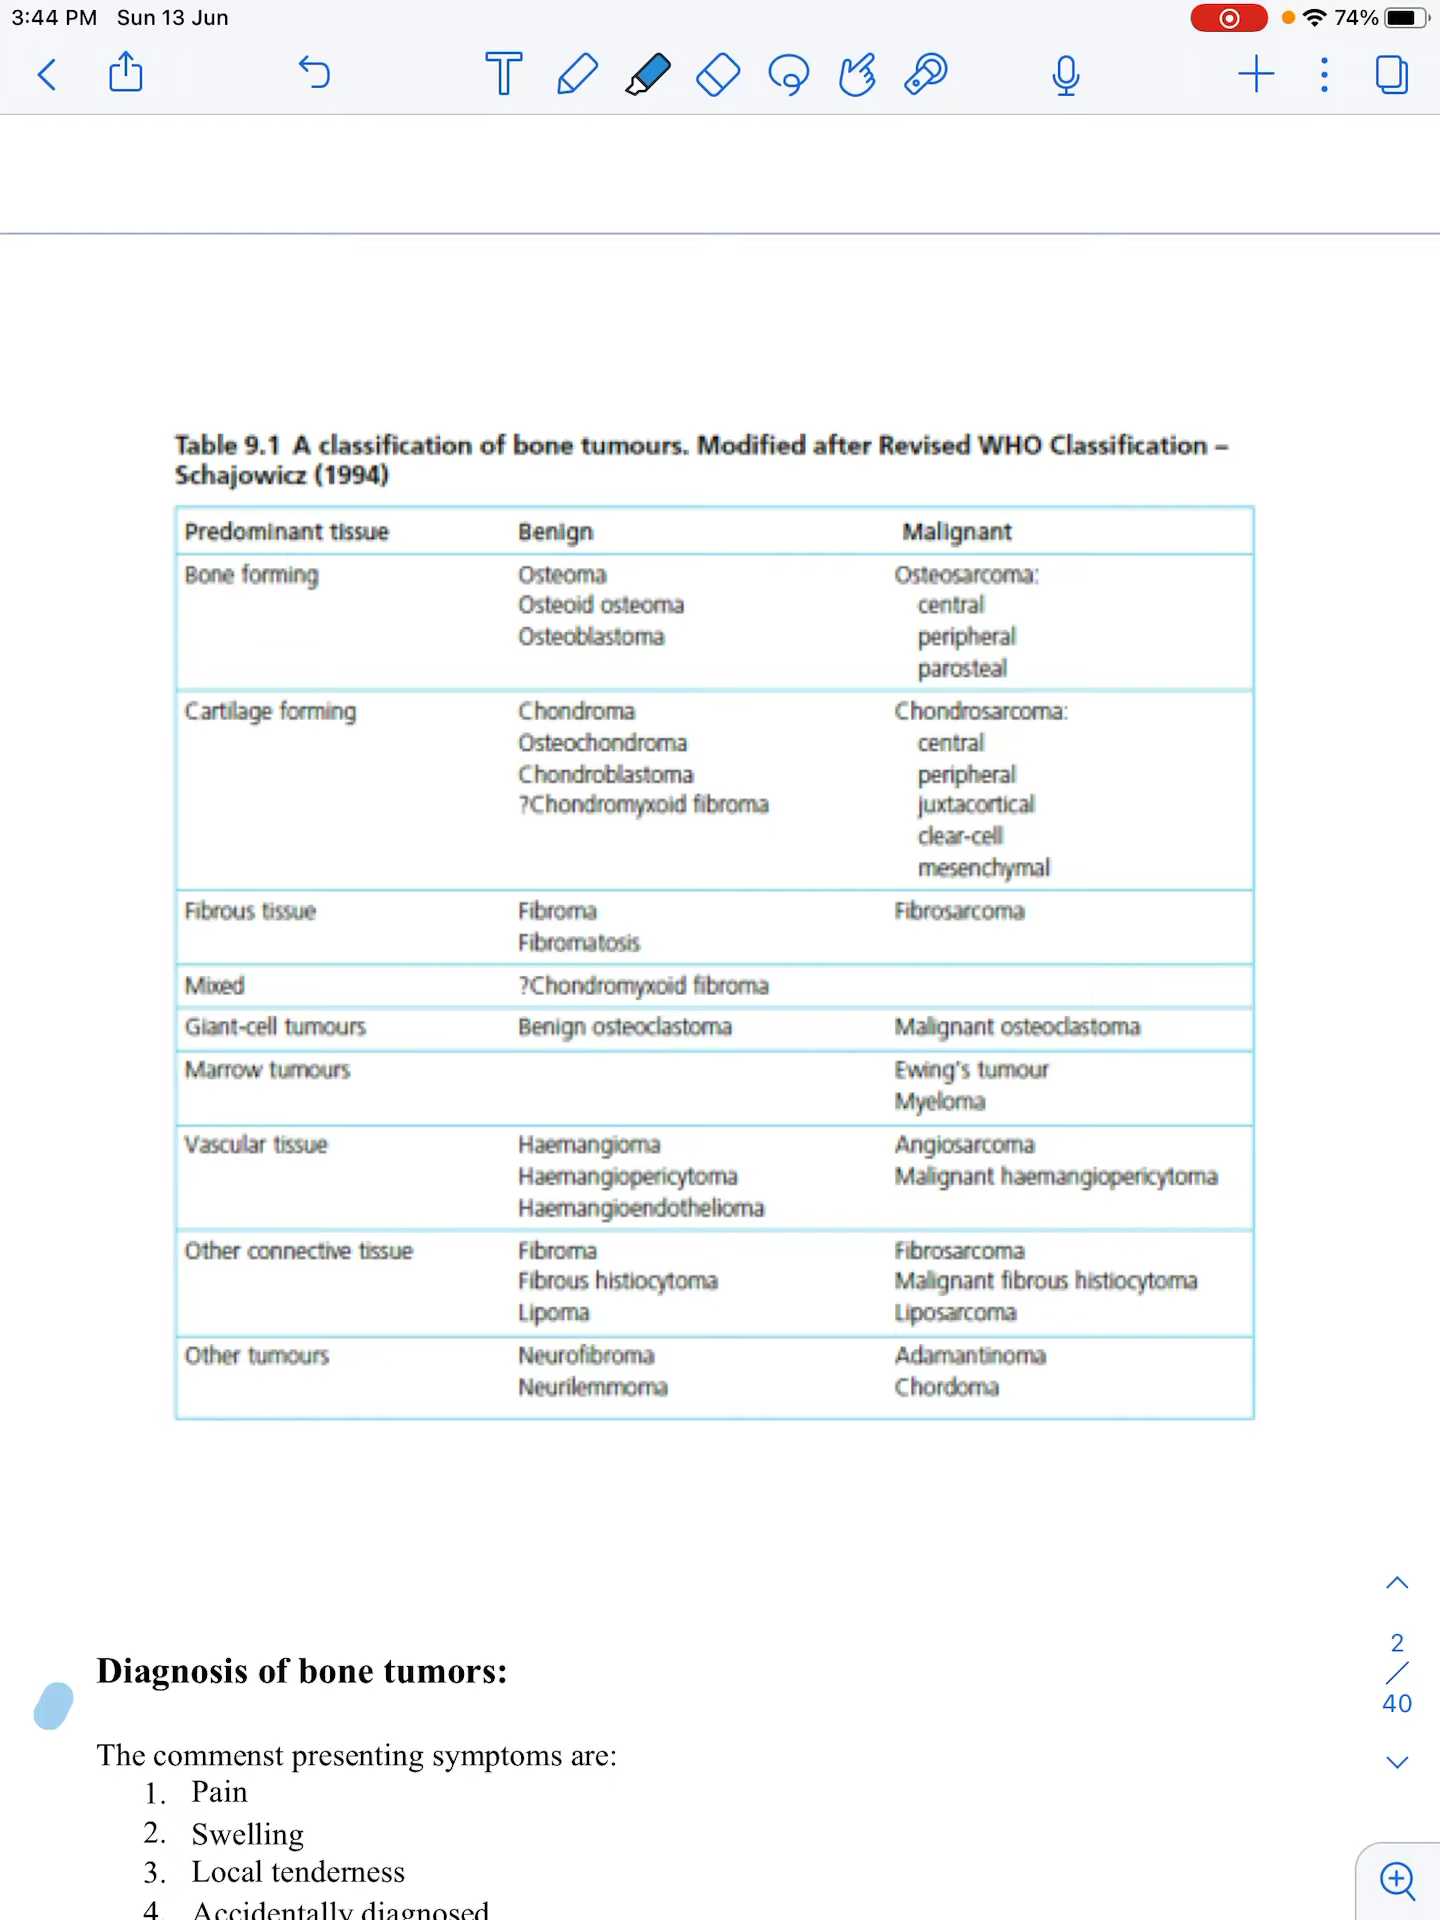 3:44 PM Sun 13 Jun 74%
T
Table 9.1 A classification of bone tumours. Modified after Revised WHO Classification –
Schajowicz (1994)
Predominant tissue Benign Malignant
Bone forming Osteoma Osteosarcoma:
Osteoid osteoma central
Osteoblastoma peripheral
parosteal
Cartilage forming Chondroma Chondrosarcoma:
Osteochondroma central
Chondroblastoma peripheral
?Chondromyxoid fibroma juxtacortical
clear-cell
mesenchymal
Fibrous tissue Fibroma Fibrosarcoma
Fibromatosis
Mixed ?Chondromyxoid fibroma
Giant-cell tumours Benign osteoclastoma Malignant osteoclastoma
Marrow tumours Ewing's tumour
Myeloma
Vascular tissue Haemangioma Angiosarcoma
Haemangiopericytoma Malignant haemangiopericytoma
Haemangioendothelioma
Other connective tissue Fibroma Fibrosarcoma
Fibrous histiocytoma Malignant fibrous histiocytoma
Lipoma Liposarcoma
Other tumours Neurofibroma Adamantinoma
Neurilemmoma Chordoma
2
/
40
Diagnosis of bone tumors:
The commenst presenting symptoms are:
1. Pain
2. Swelling
3. Local tenderness
4. Accidentally diagnosed